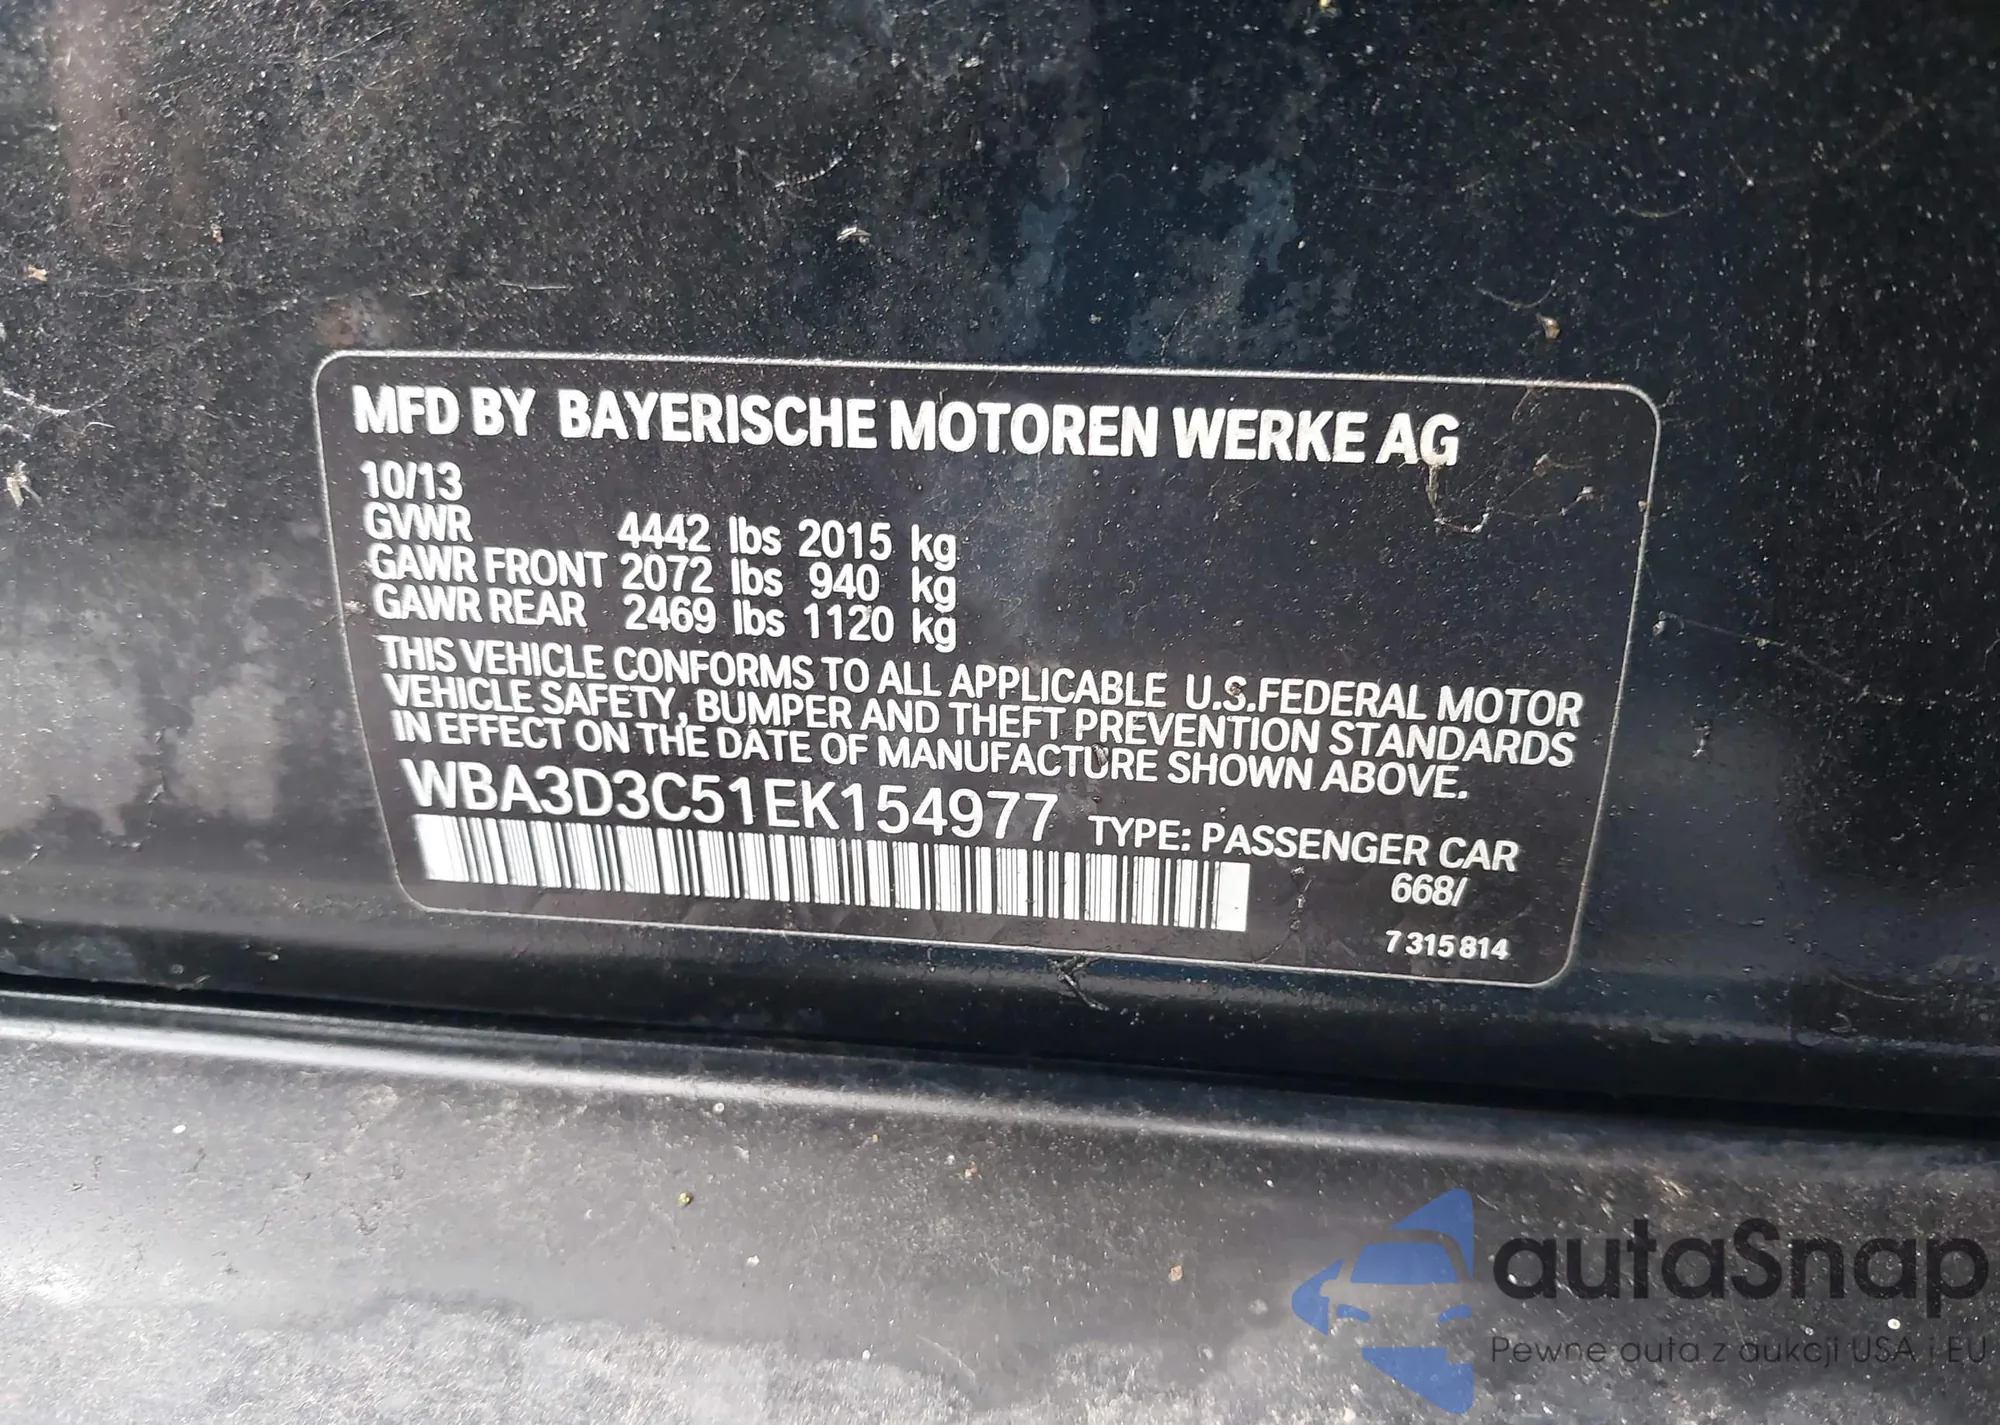 MFD BY BAYERISCHE MOTOREN WERKE AG
10/13
GVWR 4442 lbs 2015 kg
GAWR FRONT 2072 lbs 940 kg
GAWR REAR 2469 lbs 1120 kg
THIS VEHICLE CONFORMS TO ALL APPLICABLE U.S.FEDERAL MOTOR
VEHICLE SAFETY, BUMPER AND THEFT PREVENTION STANDARDS
IN EFFECT ON THE DATE OF MANUFACTURE SHOWN ABOVE.
WBA3D3C51EK154977 TYPE: PASSENGER CAR
668/
7 315 814
autaSnap
Pewne auta z aukcji USA i EU